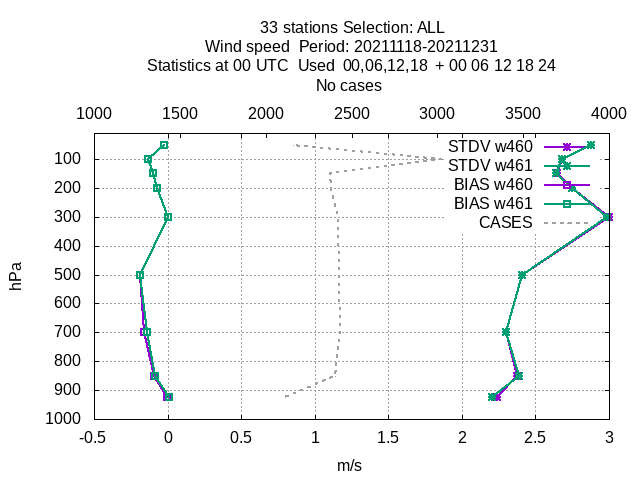 33 stations Selection: ALL
Wind speed  Period: 20211118-20211231
Statistics at 00 UTC  Used  00,06,12,18  + 00 06 12 18 24
No cases
1000 1500 2000 2500 3000 3500 4000
STDV w460
STDV w461
BIAS w460
BIAS w461
CASES
hPa
100
200
300
400
500
600
700
800
900
1000
-0.5 0 0.5 1 1.5 2 2.5 3
m/s